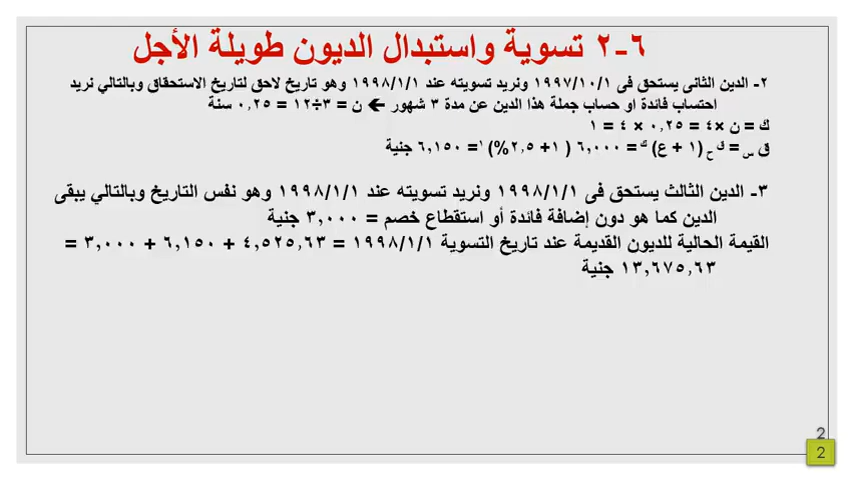 ٦-٢ تسوية واستبدال الديون طويلة الأجل
٢- الدين الثانى يستحق فى ١٩٩٧/١٠/١ ونريد تسويته عند ١٩٩٨/١/١ وهو تاريخ لاحق لتاريخ الاستحقاق وبالتالي نريد
احتساب فائدة او حساب جملة هذا الدين عن مدة ٣ شهور ⇐ ن = ٣÷١٢ = ٠,٢٥ سنة
ك = ن ×٤ = ٠,٢٥ × ٤ = ١
ق س = ق ح (١ + ع) ك = ٦,٠٠٠ ( ١+ ٢,٥%) ١ = ٦,١٥٠ جنية
٣- الدين الثالث يستحق فى ١٩٩٨/١/١ ونريد تسويته عند ١٩٩٨/١/١ وهو نفس التاريخ وبالتالي يبقى
الدين كما هو دون إضافة فائدة أو استقطاع خصم = ٣,٠٠٠ جنية
القيمة الحالية للديون القديمة عند تاريخ التسوية ١٩٩٨/١/١ = ٤,٥٢٥,٦٣ + ٦,١٥٠ + ٣,٠٠٠ =
١٣,٦٧٥,٦٣ جنية
2
2